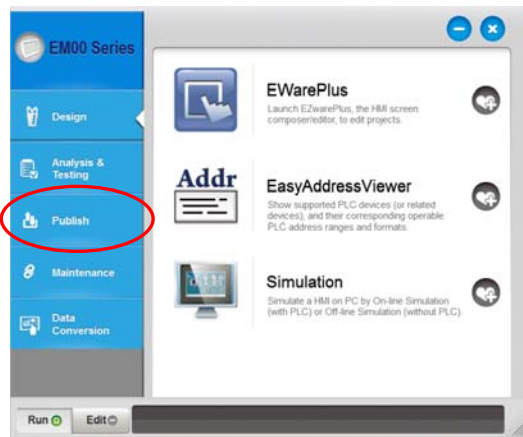 EM00 Series
Design
Analysis &
Testing
Publish
Maintenance
Data
Conversion
EWarePlus
Launch EZwarePlus, the HMI screen
composer/editor, to edit projects.
Addr
EasyAddressViewer
Show supported PLC devices (or related
devices), and their corresponding operable
PLC address ranges and formats.
Simulation
Simulate a HMI on PC by On-line Simulation
(with PLC) or Off-line Simulation (without PLC).
Run
Edit